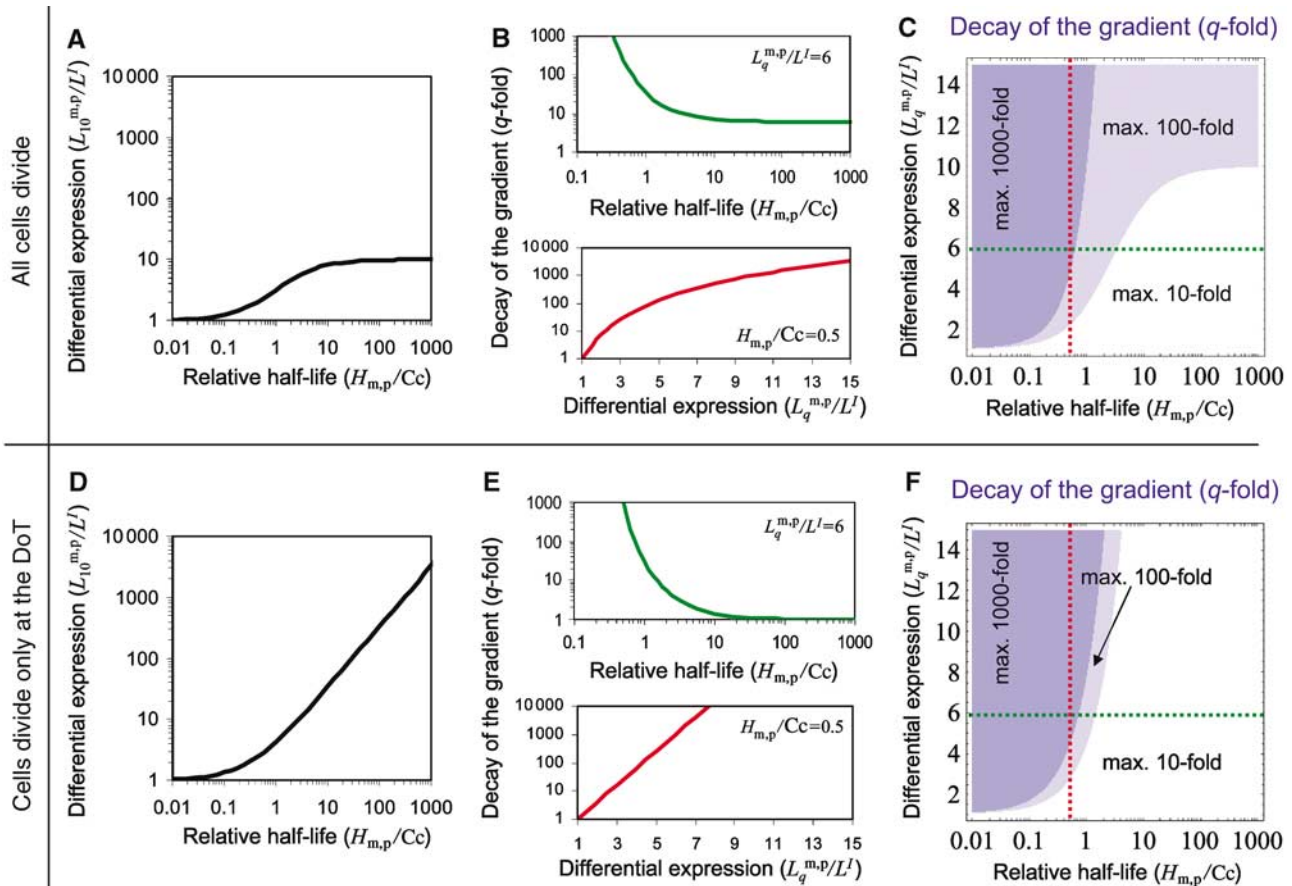 All cells divide
A
Differential expression (L₁₀ᵐ,ᵖ/Lᴵ)
10 000
1000
100
10
1
0.01 0.1 1 10 100 1000
Relative half-life (Hₘ,ₚ/Cc)
B
Decay of the gradient (q-fold)
1000
100
10
1
L_qᵐ,ᵖ/Lᴵ=6
0.1 1 10 100 1000
Relative half-life (Hₘ,ₚ/Cc)
10 000
1000
100
10
1
Hₘ,ₚ/Cc=0.5
1 3 5 7 9 11 13 15
Differential expression (L_qᵐ,ᵖ/Lᴵ)
C
Decay of the gradient (q-fold)
Differential expression (L_qᵐ,ᵖ/Lᴵ)
14
12
10
8
6
4
2
max. 1000-fold
max. 100-fold
max. 10-fold
0.01 0.1 1 10 100 1000
Relative half-life (Hₘ,ₚ/Cc)
Cells divide only at the DoT
D
Differential expression (L₁₀ᵐ,ᵖ/Lᴵ)
10 000
1000
100
10
1
0.01 0.1 1 10 100 1000
Relative half-life (Hₘ,ₚ/Cc)
E
Decay of the gradient (q-fold)
1000
100
10
1
L_qᵐ,ᵖ/Lᴵ=6
0.1 1 10 100 1000
Relative half-life (Hₘ,ₚ/Cc)
10 000
1000
100
10
1
Hₘ,ₚ/Cc=0.5
1 3 5 7 9 11 13 15
Differential expression (L_qᵐ,ᵖ/Lᴵ)
F
Decay of the gradient (q-fold)
Differential expression (L_qᵐ,ᵖ/Lᴵ)
14
12
10
8
6
4
2
max. 1000-fold
max. 100-fold
max. 10-fold
0.01 0.1 1 10 100 1000
Relative half-life (Hₘ,ₚ/Cc)